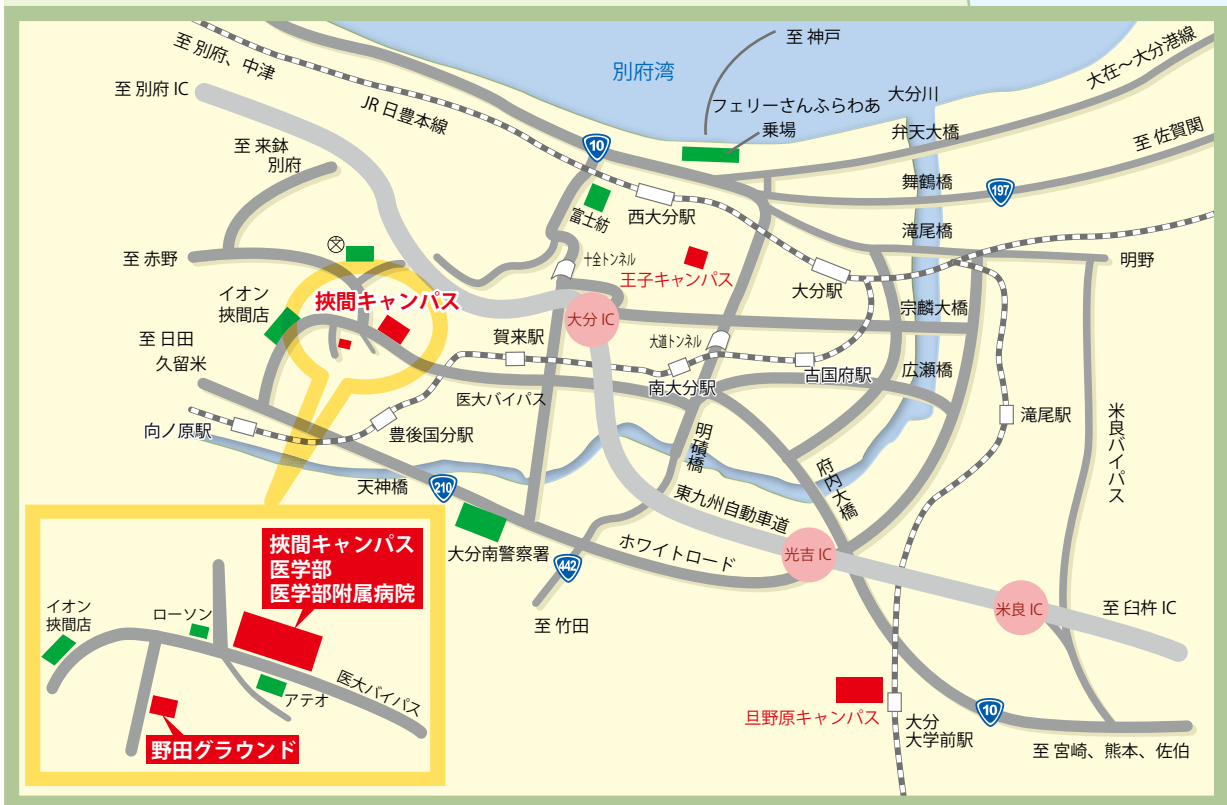 至 別府、中津
至 神戸
別府湾
大在〜大分港線
至 別府 IC
JR 日豊本線
フェリーさんふらわあ
乗場
大分川
弁天大橋
至 佐賀関
至 来鉢
別府
10
舞鶴橋
197
富士紡
西大分駅
滝尾橋
至 赤野
十全トンネル
王子キャンパス
大分駅
明野
イオン
挾間店
挾間キャンパス
大分 IC
宗麟大橋
至 日田
久留米
賀来駅
大道トンネル
南大分駅
古国府駅
広瀬橋
医大バイパス
向ノ原駅
豊後国分駅
滝尾駅
米良バイパス
明磧橋
府内大橋
天神橋
210
東九州自動車道
大分南警察署
442
ホワイトロード
光吉 IC
至 竹田
米良 IC
至 臼杵 IC
旦野原キャンパス
大分
大学前駅
10
至 宮崎、熊本、佐伯
挾間キャンパス
医学部
医学部附属病院
イオン
挾間店
ローソン
アテオ
医大バイパス
野田グラウンド